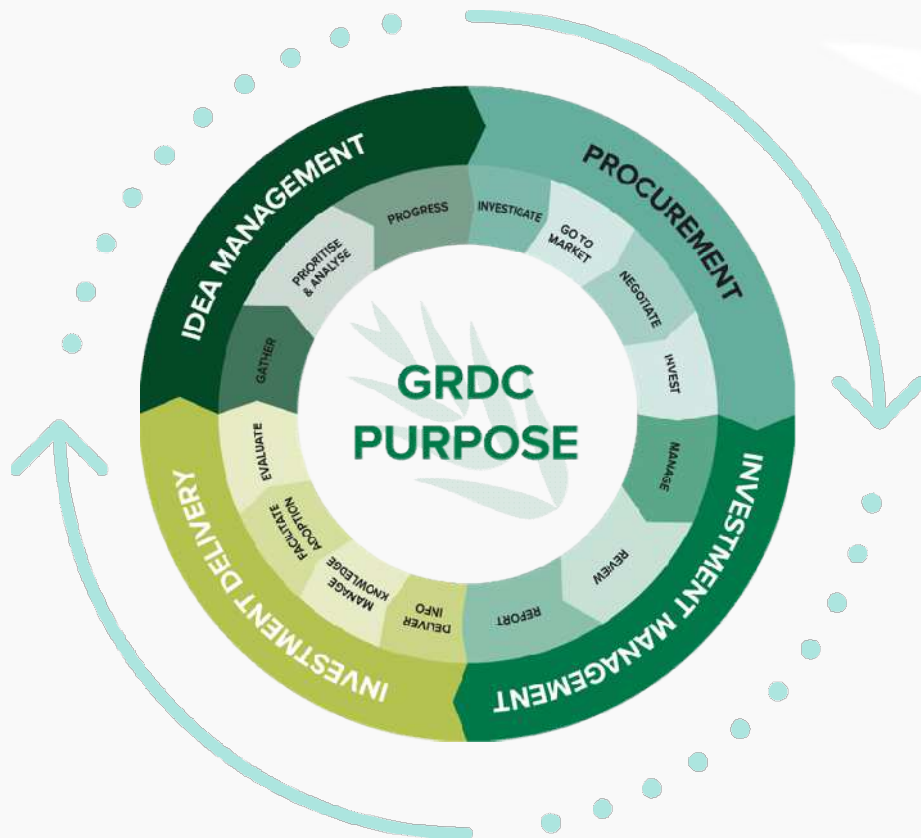 GRDC
PURPOSE
IDEA MANAGEMENT
GATHER
PRIORITISE
& ANALYSE
PROGRESS
PROCUREMENT
INVESTIGATE
GO TO
MARKET
NEGOTIATE
INVEST
INVESTMENT MANAGEMENT
MANAGE
REVIEW
REPORT
INVESTMENT DELIVERY
DELIVER
INFO
MANAGE
KNOWLEDGE
FACILITATE
ADOPTION
EVALUATE